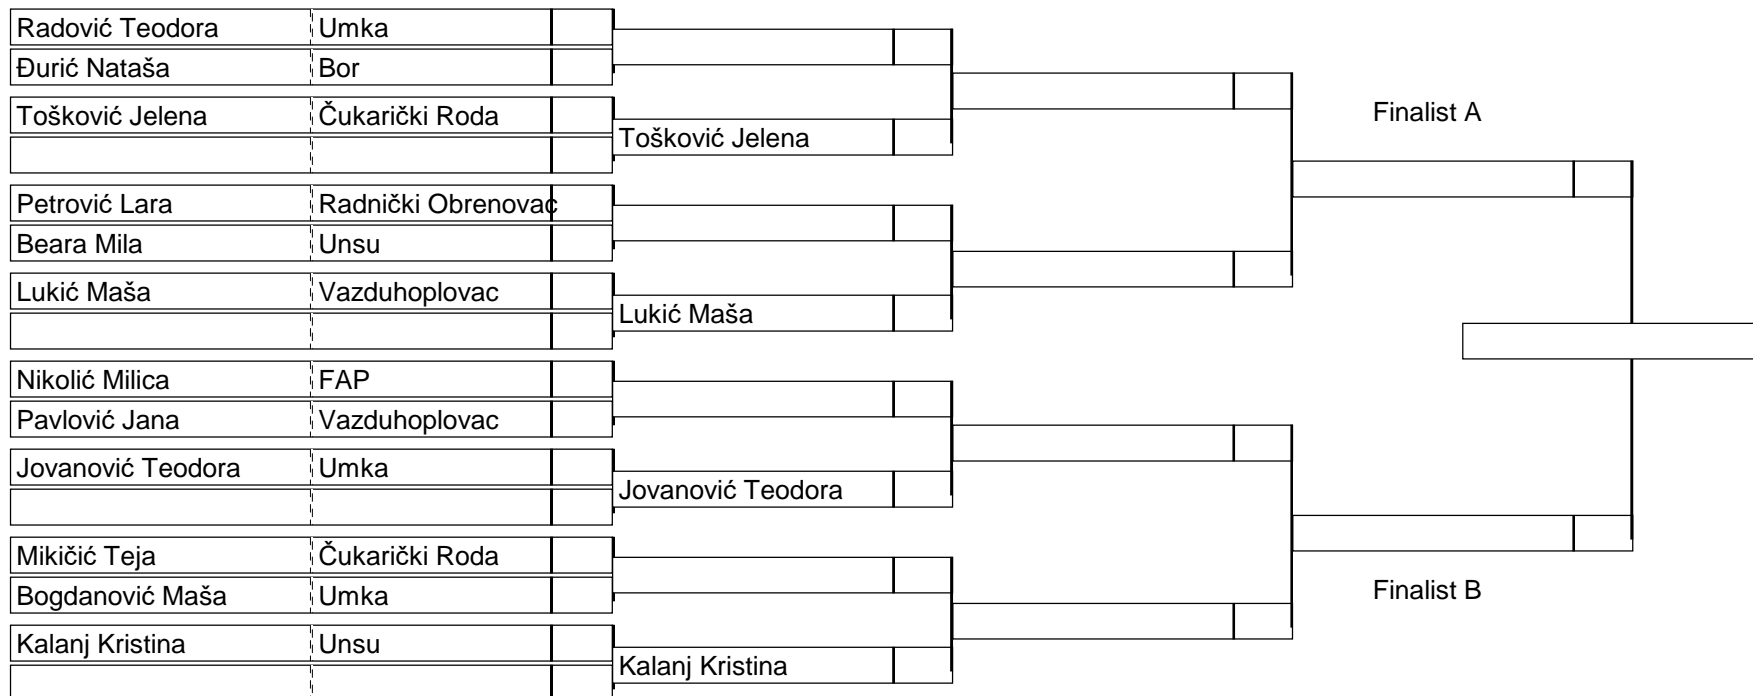 Radović Teodora Umka
Đurić Nataša Bor
Tošković Jelena Čukarički Roda
Finalist A
Tošković Jelena
Petrović Lara Radnički Obrenovac
Beara Mila Unsu
Lukić Maša Vazduhoplovac
Lukić Maša
Nikolić Milica FAP
Pavlović Jana Vazduhoplovac
Jovanović Teodora Umka
Jovanović Teodora
Mikičić Teja Čukarički Roda
Bogdanović Maša Umka
Finalist B
Kalanj Kristina Unsu
Kalanj Kristina